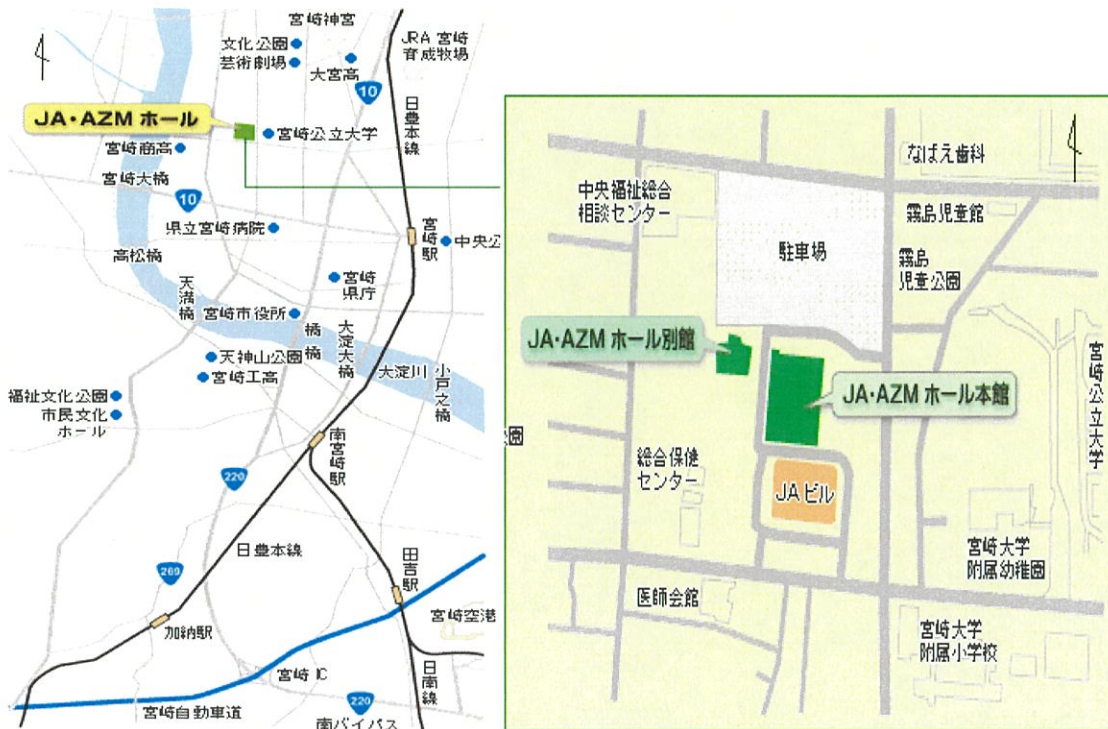 宮崎神宮
文化公園
芸術劇場
大宮高
JRA 宮崎
育成牧場
10
日豊本線
JA・AZM ホール
宮崎公立大学
宮崎商高
宮崎大橋
10
県立宮崎病院
宮崎駅
中央公
高松橋
宮崎
県庁
天満橋
宮崎市役所
橘橋
大淀大橋
天神山公園
宮崎工高
大淀川
小戸之橋
福祉文化公園
市民文化
ホール
南宮崎駅
220
日豊本線
269
田吉駅
宮崎空港
加納駅
宮崎 IC
日南線
220
宮崎自動車道
南バイパス
なばえ歯科
中央福祉総合
相談センター
霧島児童館
駐車場
霧島
児童公園
JA・AZM ホール別館
JA・AZM ホール本館
宮崎公立大学
園
総合保健
センター
JA ビル
宮崎大学
附属幼稚園
医師会館
宮崎大学
附属小学校